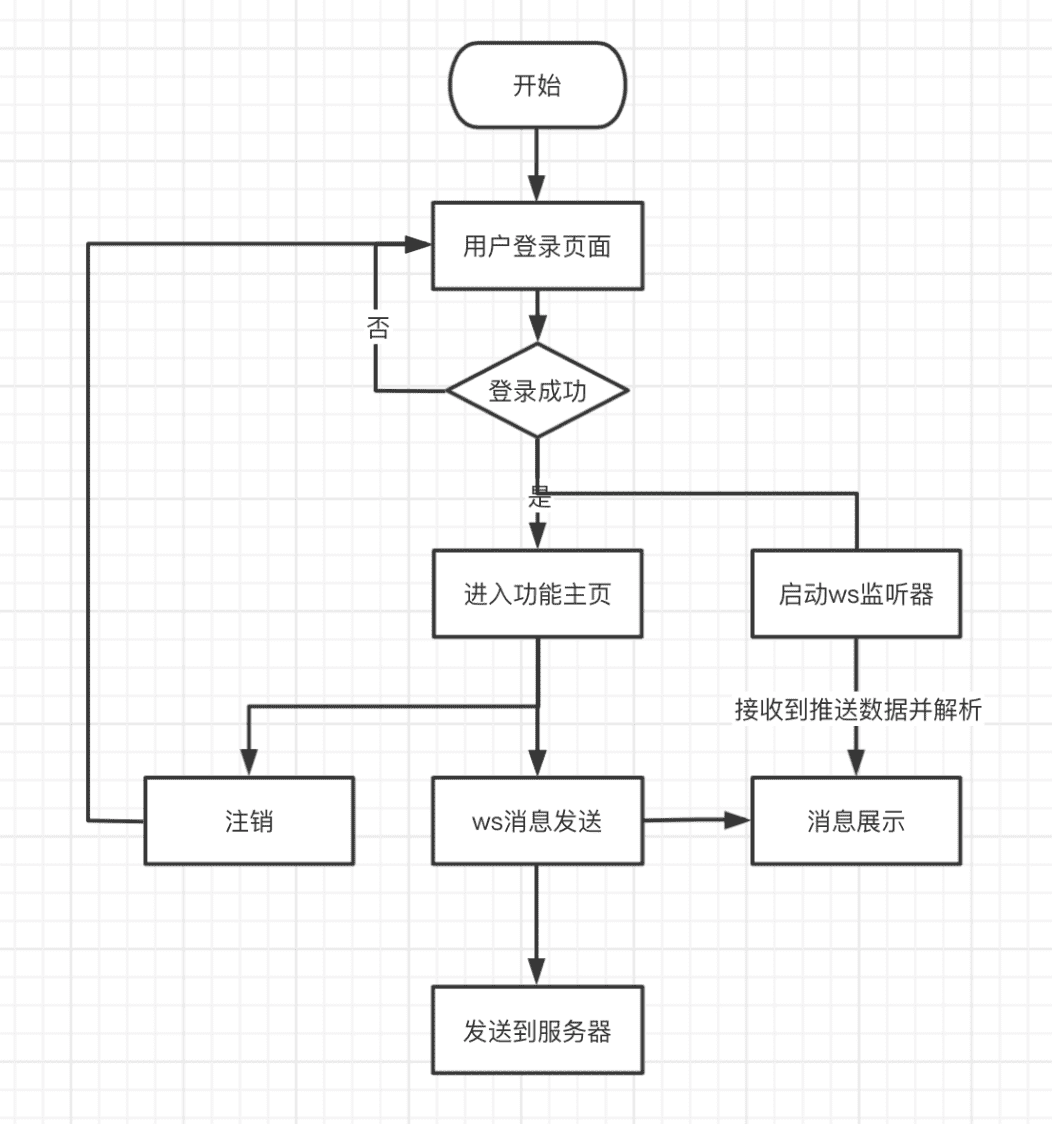 开始
用户登录页面
否
登录成功
是
进入功能主页
启动ws监听器
接收到推送数据并解析
注销
ws消息发送
消息展示
发送到服务器